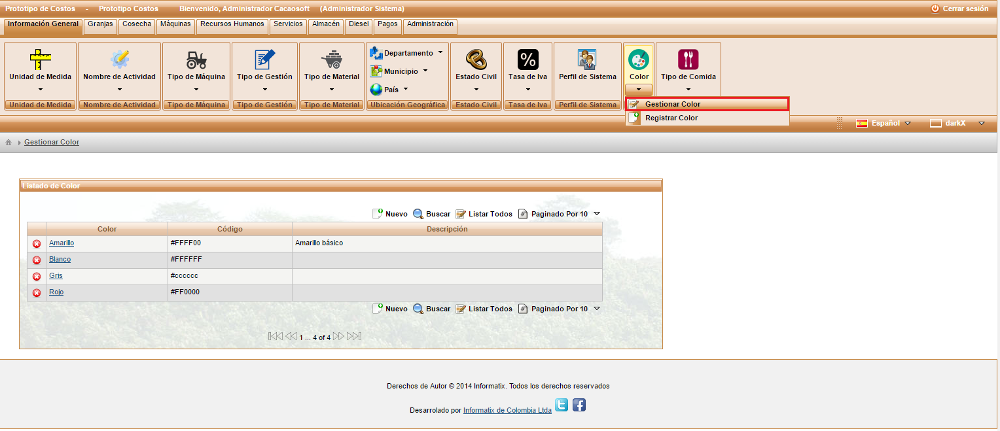 Prototipo de Costos - Prototipo Costos Bienvenido, Administrador Cacaosoft (Administrador Sistema) Cerrar sesión
Información General Granjas Cosecha Máquinas Recursos Humanos Servicios Almacén Diesel Pagos Administración
Departamento
Municipio
País
Unidad de Medida Nombre de Actividad Tipo de Máquina Tipo de Gestión Tipo de Material Estado Civil Tasa de Iva Perfil de Sistema Color Tipo de Comida
Unidad de Medida Nombre de Actividad Tipo de Máquina Tipo de Gestión Tipo de Material Ubicación Geográfica Estado Civil Tasa de Iva Perfil de Sistema
Gestionar Color
Registrar Color
Español darkX
Gestionar Color
Listado de Color
Nuevo Buscar Listar Todos # Paginado Por 10
Color Código Descripción
Amarillo #FFFF00 Amarillo básico
Blanco #FFFFFF
Gris #cccccc
Rojo #FF0000
Nuevo Buscar Listar Todos # Paginado Por 10
1 ... 4 of 4
Derechos de Autor © 2014 Informatix. Todos los derechos reservados
Desarrolado por Informatix de Colombia Ltda